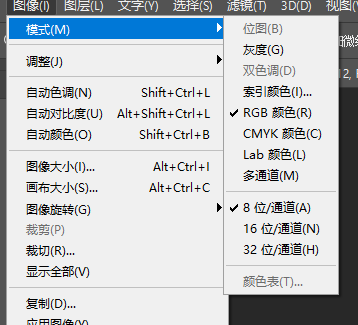 图像(I) 图层(L) 文字(Y) 选择(S) 滤镜(T) 3D(D) 视图
模式(M)
调整(J)
自动色调(N) Shift+Ctrl+L
自动对比度(U) Alt+Shift+Ctrl+L
自动颜色(O) Shift+Ctrl+B
图像大小(I)... Alt+Ctrl+I
画布大小(S)... Alt+Ctrl+C
图像旋转(G)
裁剪(P)
裁切(R)...
显示全部(V)
复制(D)...
应用图像(Y)...
位图(B)
灰度(G)
双色调(D)
索引颜色(I)...
RGB 颜色(R)
CMYK 颜色(C)
Lab 颜色(L)
多通道(M)
8 位/通道(A)
16 位/通道(N)
32 位/通道(H)
颜色表(T)...
12,